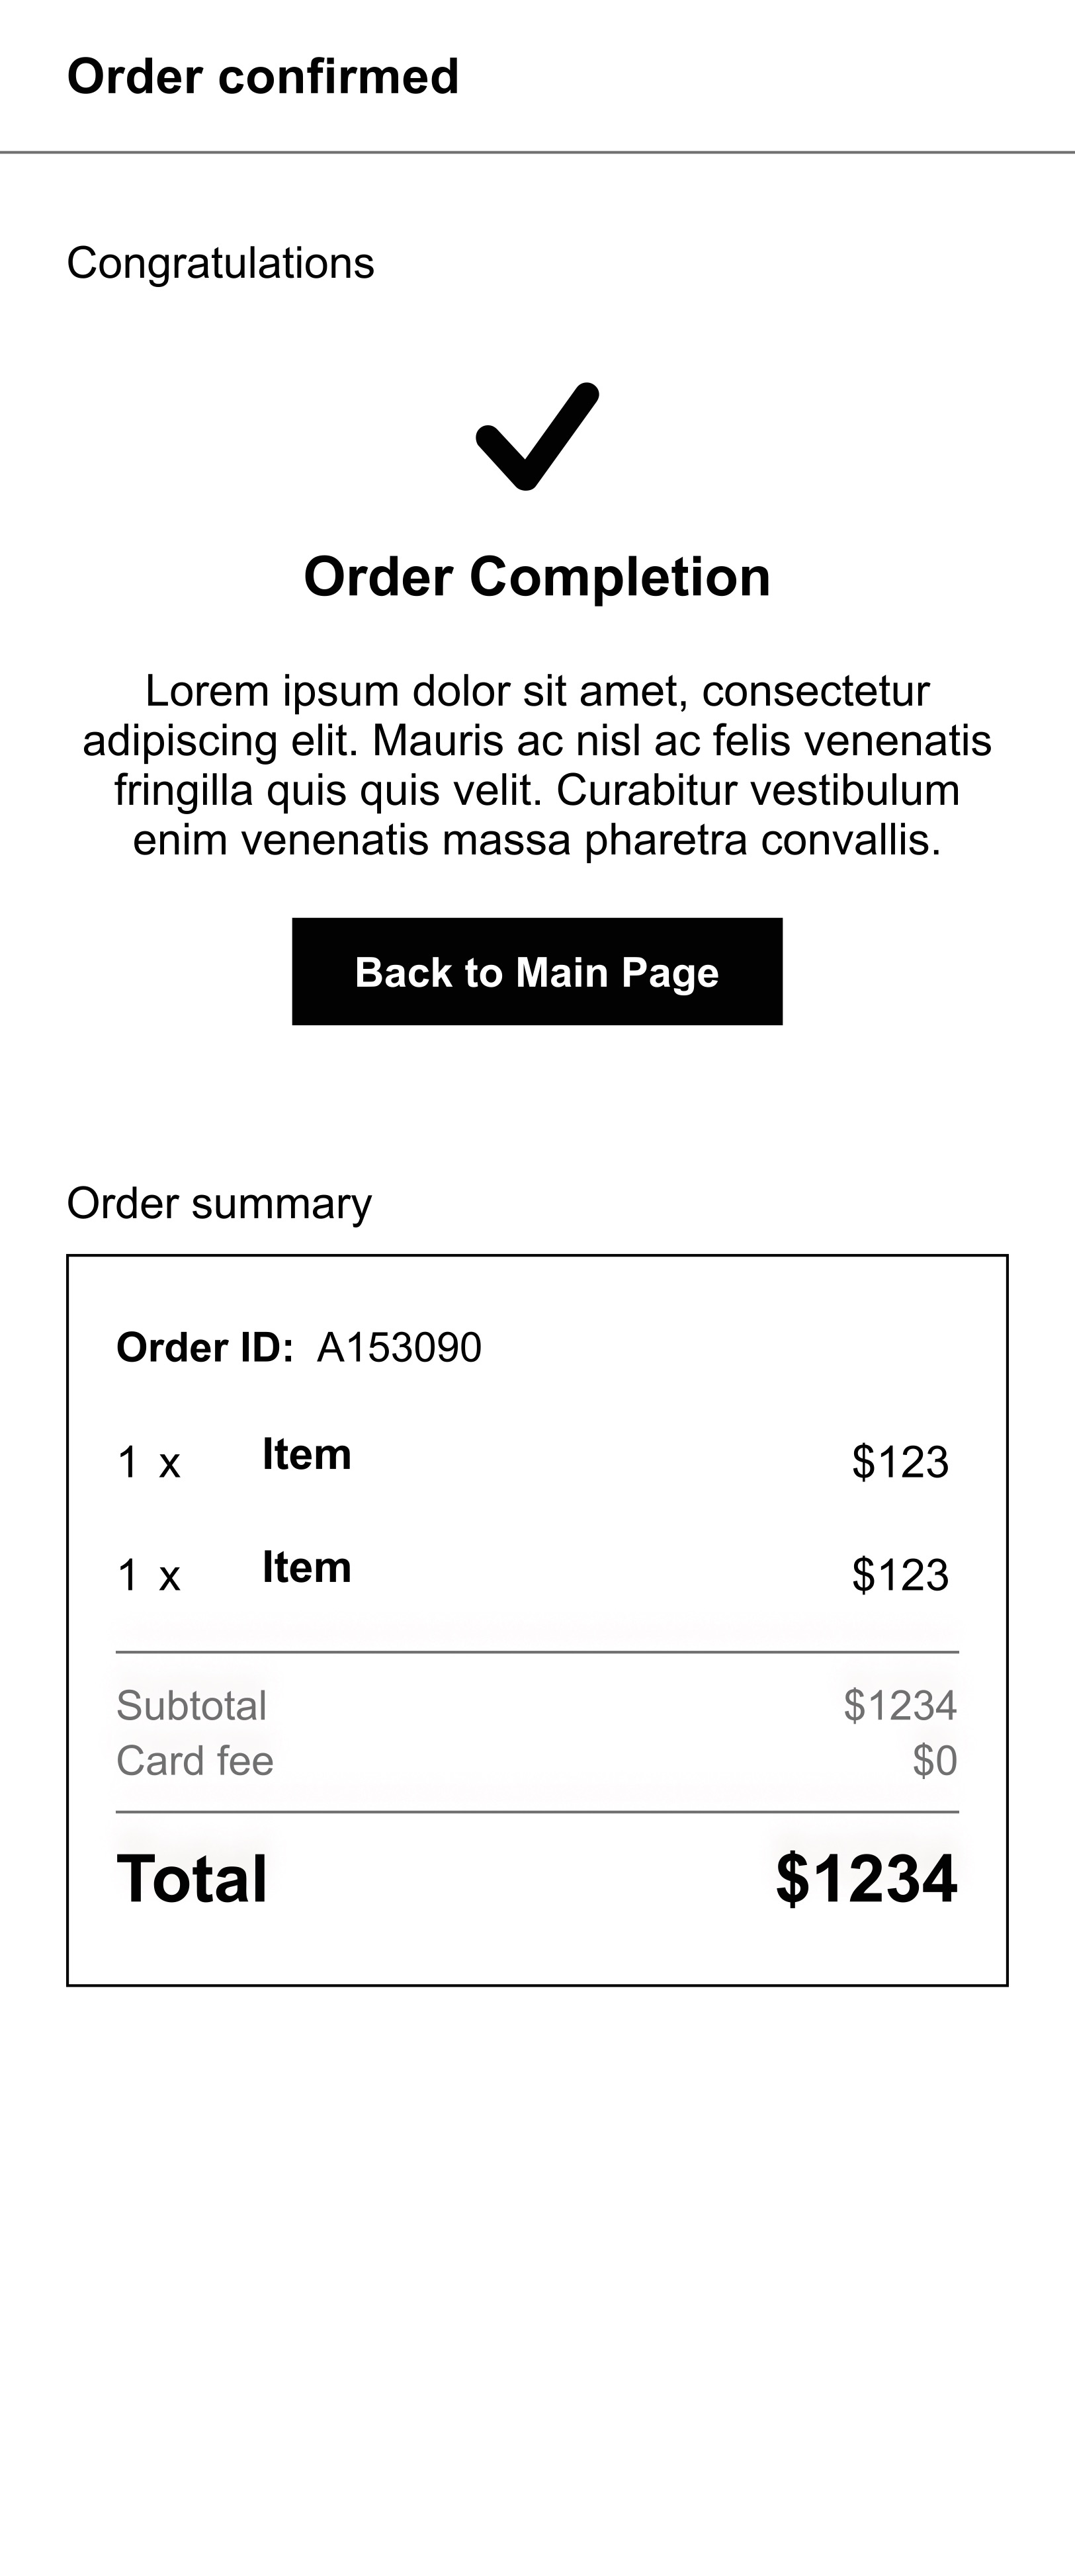 Order confirmed
Congratulations
Order Completion
Lorem ipsum dolor sit amet, consectetur
adipiscing elit. Mauris ac nisl ac felis venenatis
fringilla quis quis velit. Curabitur vestibulum
enim venenatis massa pharetra convallis.
Back to Main Page
Order summary
Order ID: A153090
1 x Item $123
1 x Item $123
Subtotal $1234
Card fee $0
Total $1234